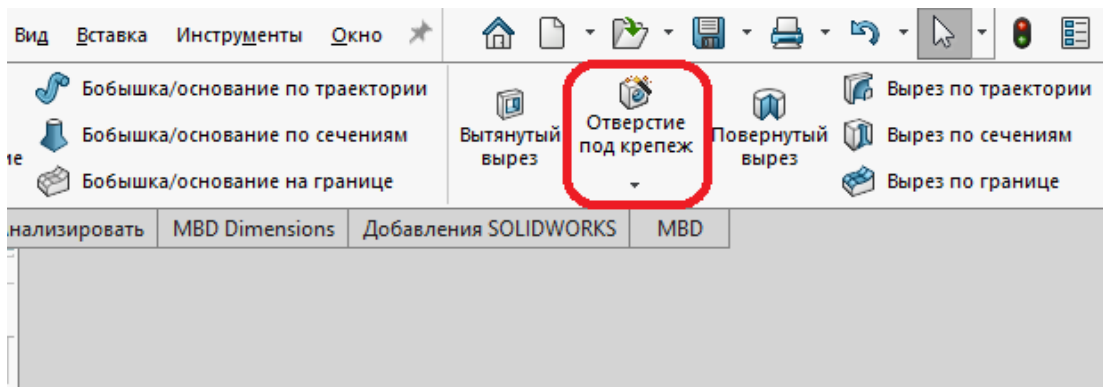 Вид Вставка Инструменты Окно
Бобышка/основание по траектории
Бобышка/основание по сечениям
Бобышка/основание на границе
Вытянутый
вырез
Отверстие
под крепеж
Повернутый
вырез
Вырез по траектории
Вырез по сечениям
Вырез по границе
нализировать MBD Dimensions Добавления SOLIDWORKS MBD